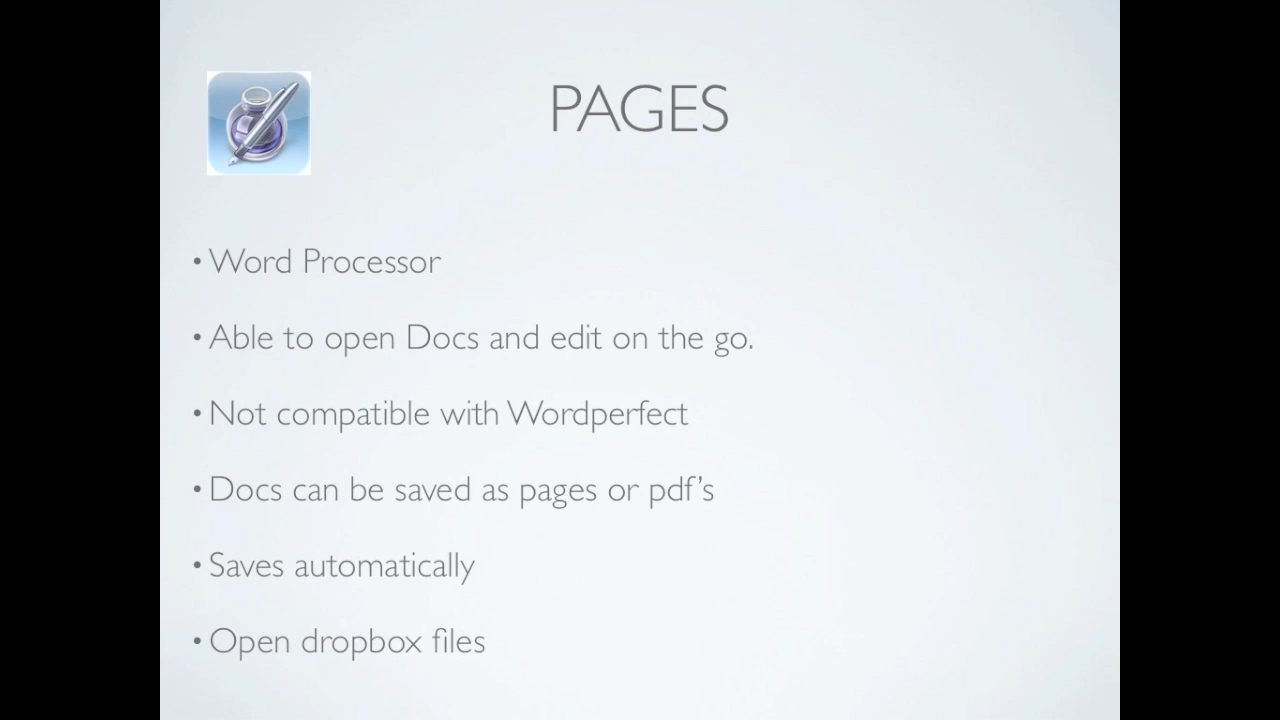 PAGES
• Word Processor
• Able to open Docs and edit on the go.
• Not compatible with Wordperfect
• Docs can be saved as pages or pdf's
• Saves automatically
• Open dropbox files